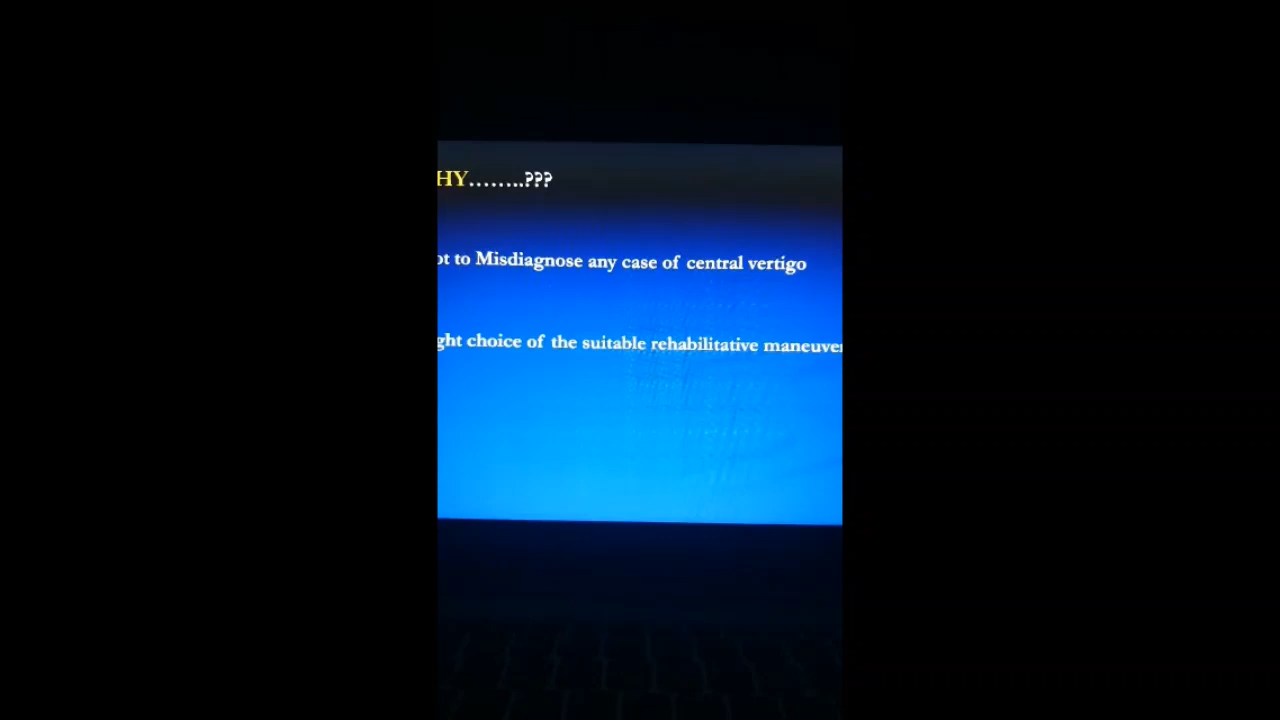 HY........???
ot to Misdiagnose any case of central vertigo
ght choice of the suitable rehabilitative maneuver